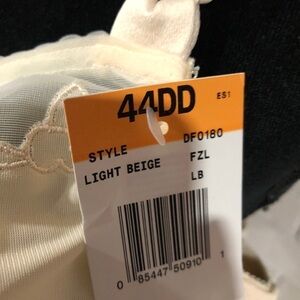 44DD ES1
STYLE DF0180
LIGHT BEIGE FZL
LB
0 85447 50910 1